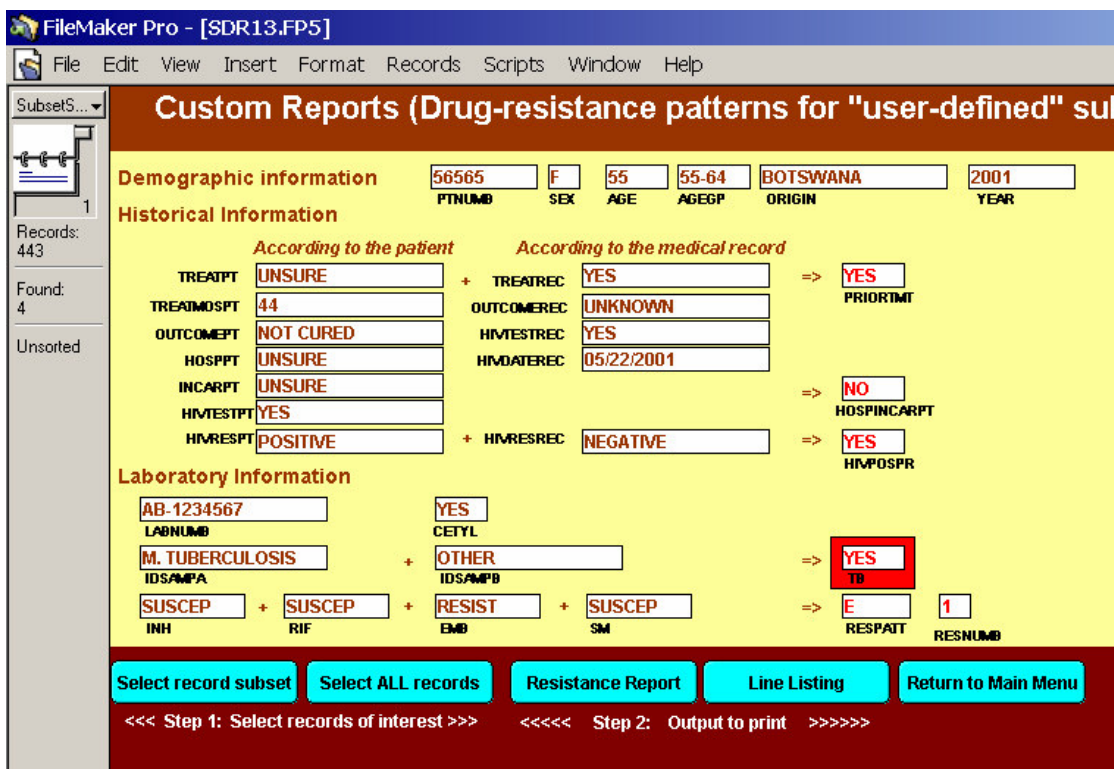 FileMaker Pro - [SDR13.FP5]
File Edit View Insert Format Records Scripts Window Help
SubsetS...
1
Records:
443
Found:
4
Unsorted
Custom Reports (Drug-resistance patterns for "user-defined" sul
Demographic information 56565 F 55 55-64 BOTSWANA 2001
PTNUMB SEX AGE AGEGP ORIGIN YEAR
Historical Information
According to the patient According to the medical record
TREATPT UNSURE + TREATREC YES => YES
PRIORTMT
TREATMOSPT 44 OUTCOMEREC UNKNOWN
OUTCOMEPT NOT CURED HIVTESTREC YES
HOSPPT UNSURE HIVDATEREC 05/22/2001
INCARPT UNSURE => NO
HOSPINCARPT
HIVTESTPT YES
HIVRESPT POSITIVE + HIVRESREC NEGATIVE => YES
HIVPOSPR
Laboratory Information
AB-1234567 YES
LABNUMB CETYL
M. TUBERCULOSIS + OTHER => YES
IDSAMPA IDSAMPB TB
SUSCEP + SUSCEP + RESIST + SUSCEP => E 1
INH RIF EMB SM RESPATT RESNUMB
Select record subset Select ALL records Resistance Report Line Listing Return to Main Menu
<<< Step 1: Select records of interest >>> <<<<< Step 2: Output to print >>>>>>